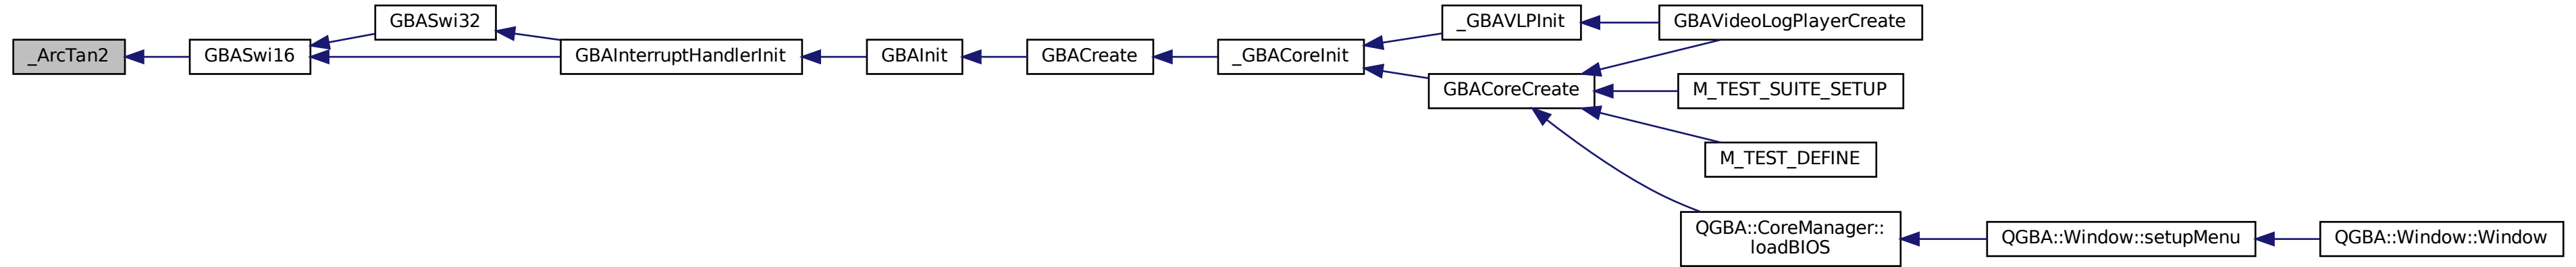 _ArcTan2
GBASwi16
GBASwi32
GBAInterruptHandlerInit
GBAInit
GBACreate
_GBACoreInit
_GBAVLPInit
GBACoreCreate
GBAVideoLogPlayerCreate
M_TEST_SUITE_SETUP
M_TEST_DEFINE
QGBA::CoreManager::
loadBIOS
QGBA::Window::setupMenu
QGBA::Window::Window